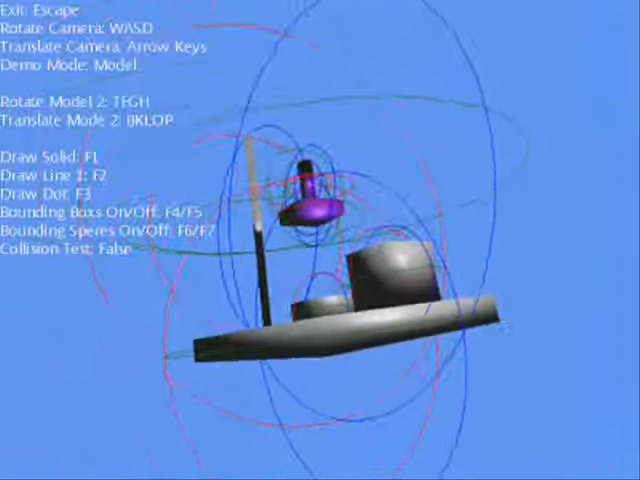 Exit: Escape
Rotate Camera: WASD
Translate Camera: Arrow Keys
Demo Mode: Model
Rotate Model 2: TFGH
Translate Mode 2: IJKLOP
Draw Solid: F1
Draw Line 1: F2
Draw Dot: F3
Bounding Boxs On/Off: F4/F5
Bounding Speres On/Off: F6/F7
Collision Test: False